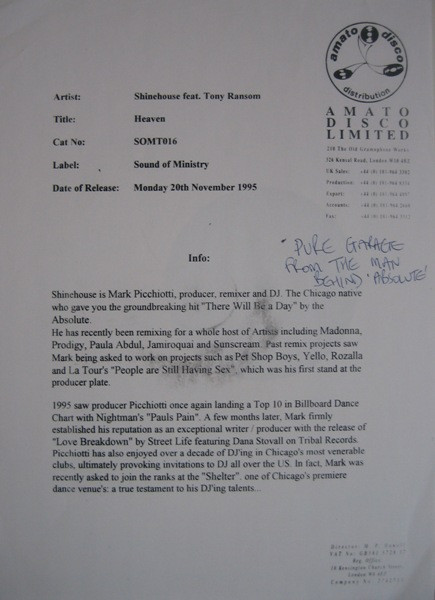 amato disco
distribution
AMATO
DISCO
LIMITED
Artist: Shinehouse feat. Tony Ransom
Title: Heaven
Cat No: SOMT016
Label: Sound of Ministry
Date of Release: Monday 20th November 1995
UK Sales:
Production:
Export:
Accounts:
Fax:
Info:
"PURE GARAGE
FROM THE MAN
BEHIND 'ABSOLUTE'
Shinehouse is Mark Picchiotti, producer, remixer and DJ. The Chicago native
who gave you the groundbreaking hit "There Will Be a Day" by the
Absolute.
He has recently been remixing for a whole host of Artists including Madonna,
Prodigy, Paula Abdul, Jamiroquai and Sunscream. Past remix projects saw
Mark being asked to work on projects such as Pet Shop Boys, Yello, Rozalla
and La Tour's "People are Still Having Sex". which was his first stand at the
producer plate.
1995 saw producer Picchiotti once again landing a Top 10 in Billboard Dance
Chart with Nightman's "Pauls Pain". A few months later, Mark firmly
established his reputation as an exceptional writer / producer with the release of
"Love Breakdown" by Street Life featuring Dana Stovall on Tribal Records.
Picchiotti has also enjoyed over a decade of DJ'ing in Chicago's most venerable
clubs, ultimately provoking invitations to DJ all over the US. In fact, Mark was
recently asked to join the ranks at the "Shelter". one of Chicago's premiere
dance venue's: a true testament to his DJ'ing talents...
Reg. Office: